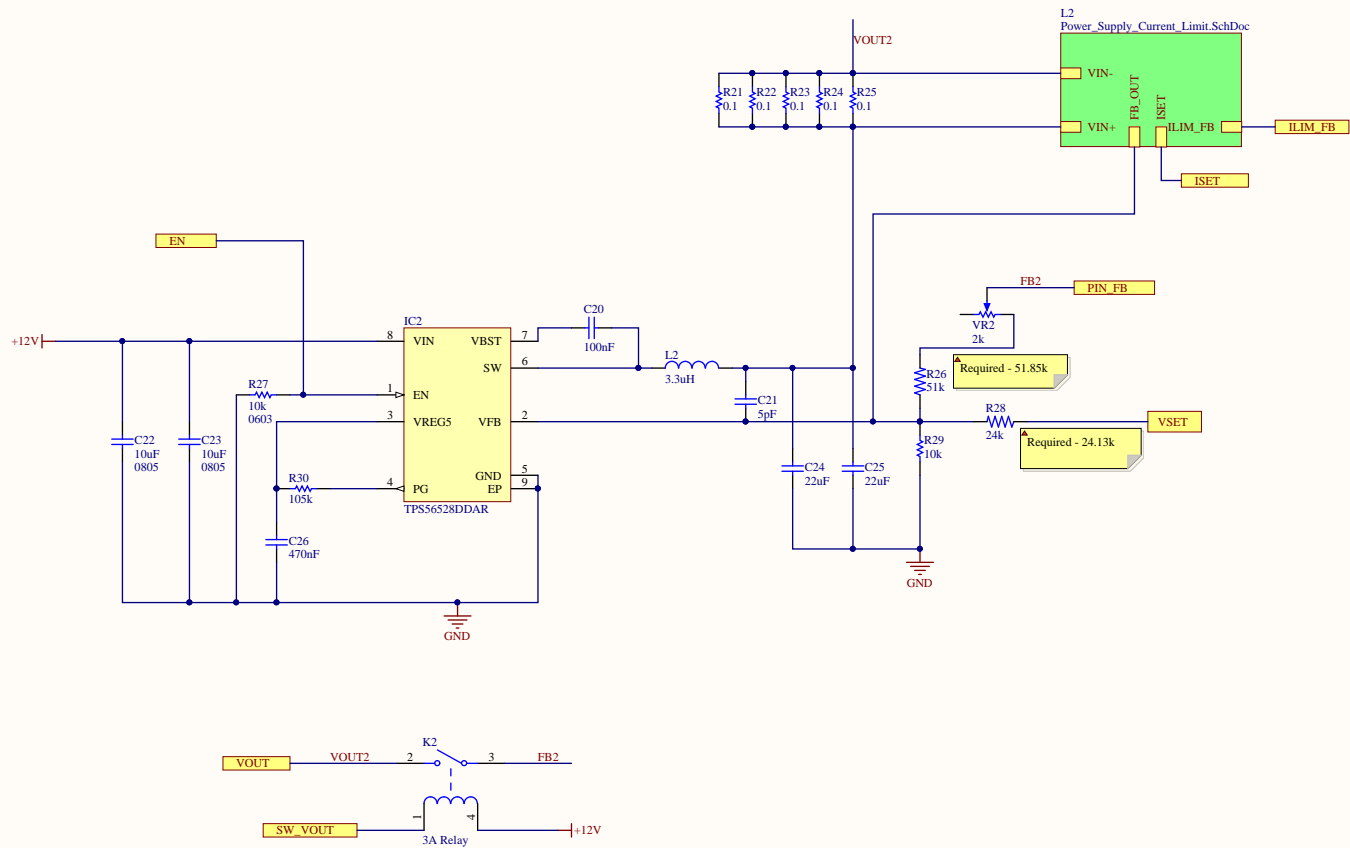 L2
Power_Supply_Current_Limit.SchDoc
VOUT2
VIN-
VIN+
FB_OUT
ISET
ILIM_FB
ILIM_FB
ISET
R21
0.1
R22
0.1
R23
0.1
R24
0.1
R25
0.1
EN
FB2
PIN_FB
VR2
2k
+12V
IC2
8
VIN
1
EN
3
VREG5
4
PG
VBST
7
SW
6
VFB
2
GND
5
EP
9
TPS56528DDAR
C20
100nF
L2
3.3uH
C21
5pF
R26
51k
Required - 51.85k
R27
10k
0603
R28
24k
VSET
Required - 24.13k
R29
10k
C22
10uF
0805
C23
10uF
0805
C24
22uF
C25
22uF
R30
105k
C26
470nF
GND
GND
VOUT
VOUT2
2
K2
3
FB2
SW_VOUT
1
4
+12V
3A Relay